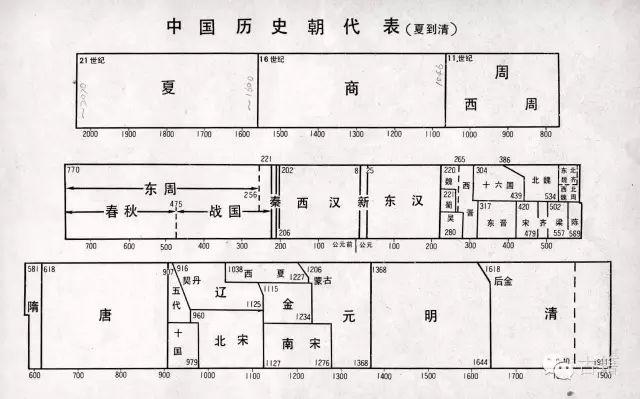 中国历史朝代表(夏到清)
21世纪 16世纪 11世纪
~2070 ~1600 1046
夏 商 周
西周
2000 1900 1800 1700 1600 1500 1400 1300 1200 1100 1000 900 800
770 221 202 8 25 220 265 304 386
东周 256
春秋 475 战国
秦 西汉 新 东汉
206
魏 221 蜀 吴 280
西晋
十六国 439
北魏 534
东魏 北齐
西魏 北周
317 东晋
420 宋 479
齐 502 梁 557
陈 589
700 600 500 400 300 200 100 公元前 公元 100 200 300 400 500
581 618 907 916 1038 1206 1368 1618
隋 唐
五代
十国 979
契丹 辽 1125
西夏 1227
蒙古
1115 金 1234
960 北宋
1127 南宋 1276
元 1368
明 1644
后金
清
1911
600 700 800 900 1000 1100 1200 1300 1400 1500 1600 1700 1800 1900